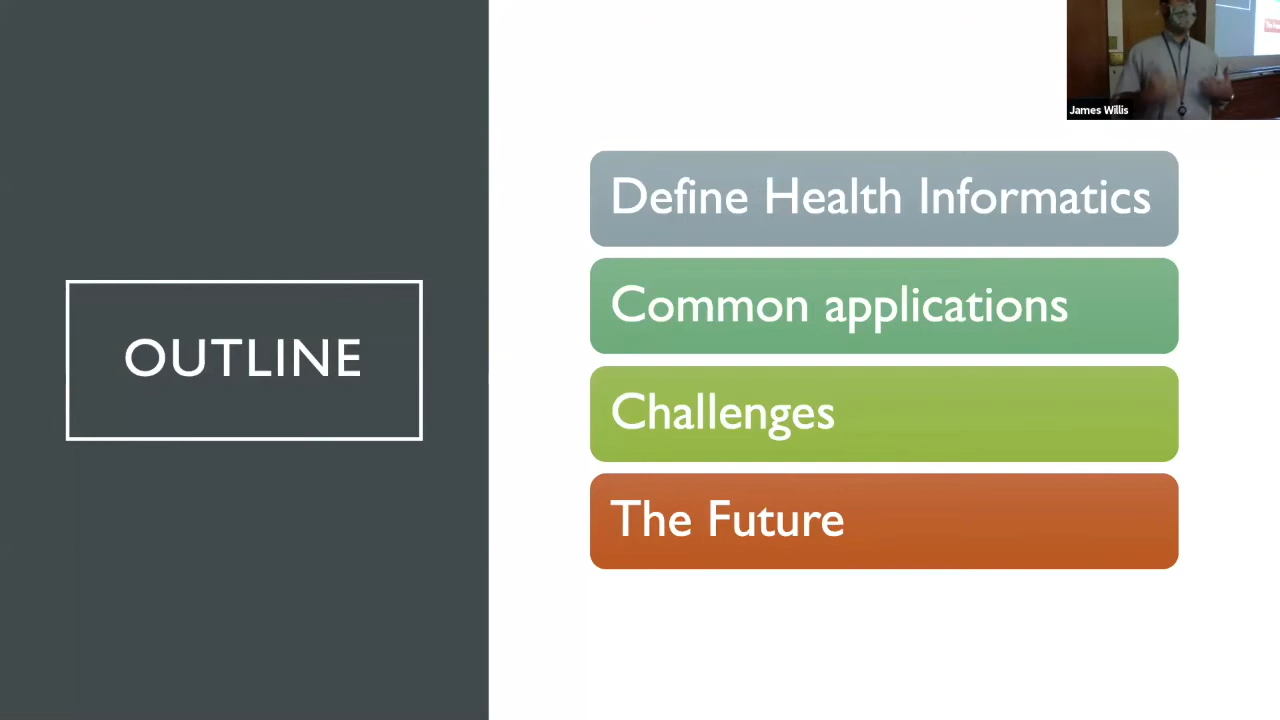 James Willis
OUTLINE
Define Health Informatics
Common applications
Challenges
The Future